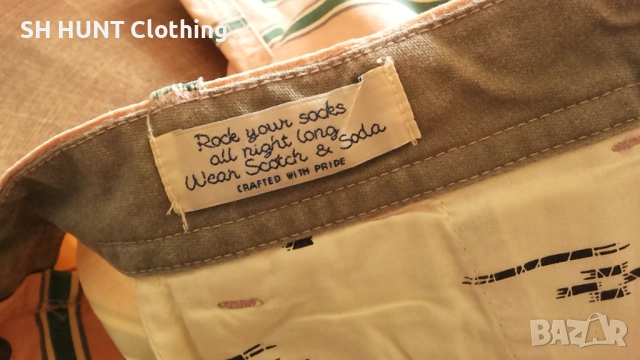 SH HUNT Clothing
Rock your socks
all night long
Wear Scotch & Soda
CRAFTED WITH PRIDE
BAZAR